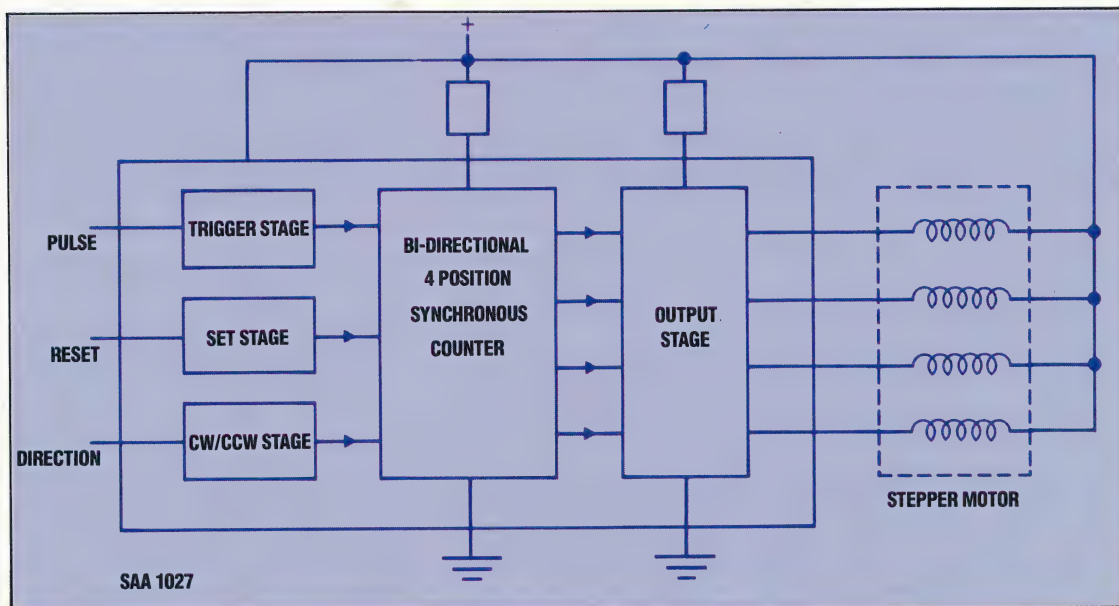 +
PULSE
TRIGGER STAGE
RESET
SET STAGE
DIRECTION
CW/CCW STAGE
BI-DIRECTIONAL
4 POSITION
SYNCHRONOUS
COUNTER
OUTPUT
STAGE
STEPPER MOTOR
SAA 1027